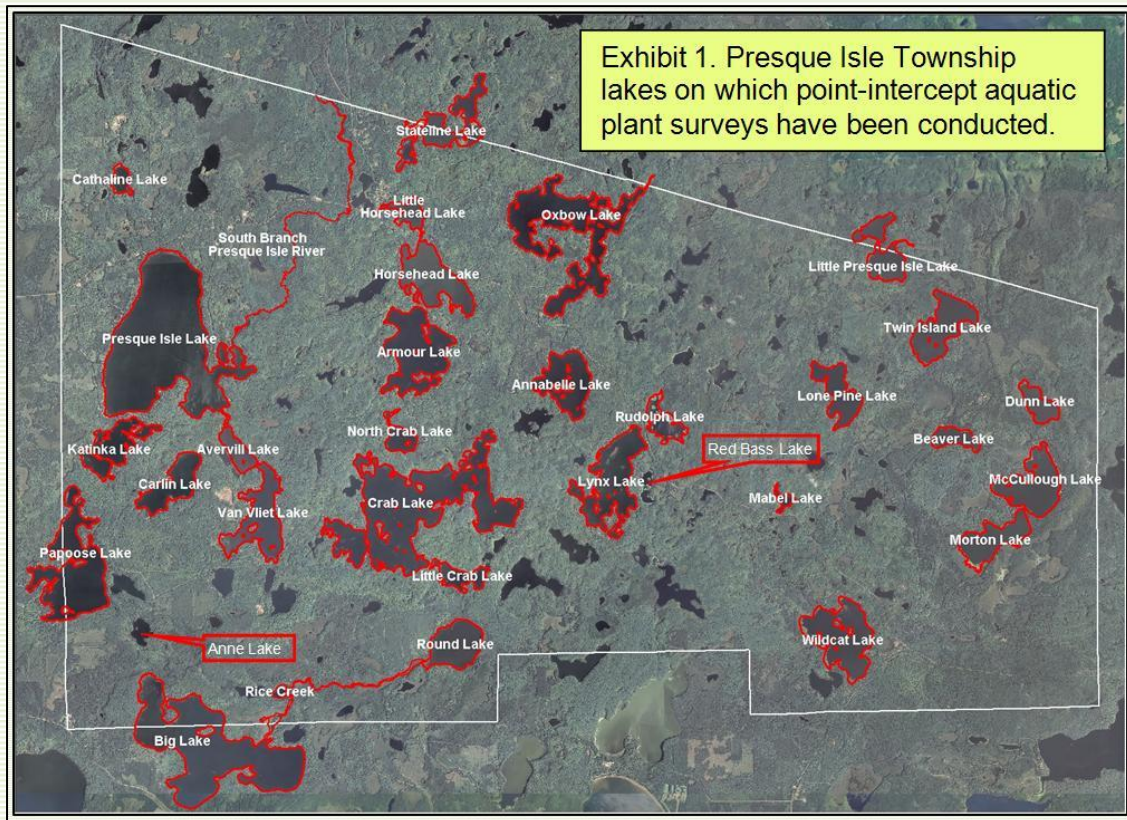 Exhibit 1. Presque Isle Township
lakes on which point-intercept aquatic
plant surveys have been conducted.
Stateline Lake
Cathaline Lake
Little
Horsehead Lake
Oxbow Lake
South Branch
Presque Isle River
Little Presque Isle Lake
Horsehead Lake
Twin Island Lake
Presque Isle Lake
Armour Lake
Annabelle Lake
Lone Pine Lake
Dunn Lake
Rudolph Lake
North Crab Lake
Beaver Lake
Katinka Lake
Avervill Lake
Red Bass Lake
McCullough Lake
Carlin Lake
Lynx Lake
Mabel Lake
Crab Lake
Van Vliet Lake
Morton Lake
Papoose Lake
Little Crab Lake
Wildcat Lake
Round Lake
Anne Lake
Rice Creek
Big Lake